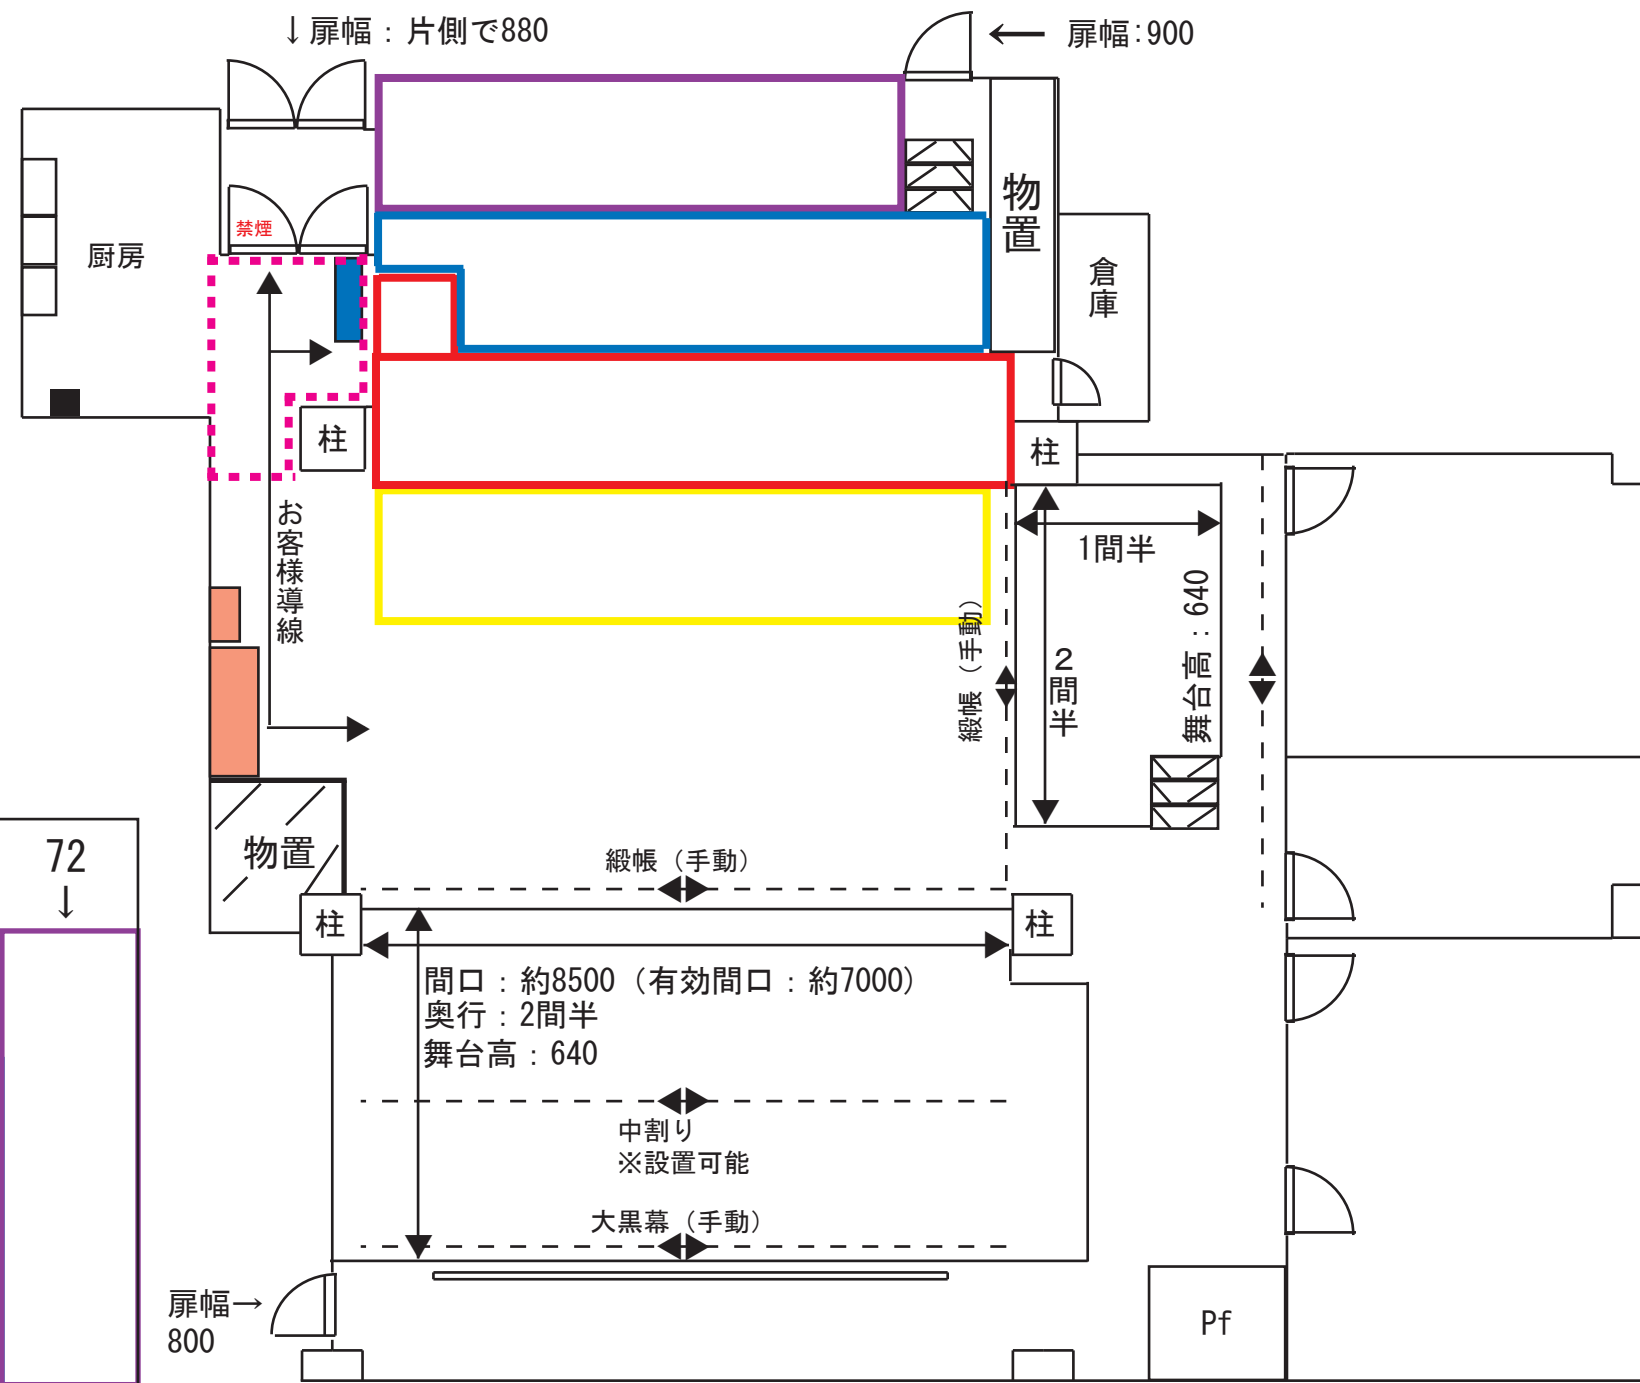 ↓扉幅：片側で880
← 扉幅:900
禁煙
厨房
物置
倉庫
柱
柱
お客様導線
1間半
2間半
舞台高：640
緞帳（手動）
物置
72
↓
緞帳（手動）
柱
柱
間口：約8500（有効間口：約7000）
奥行：2間半
舞台高：640
中割り
※設置可能
大黒幕（手動）
扉幅→
800
Pf